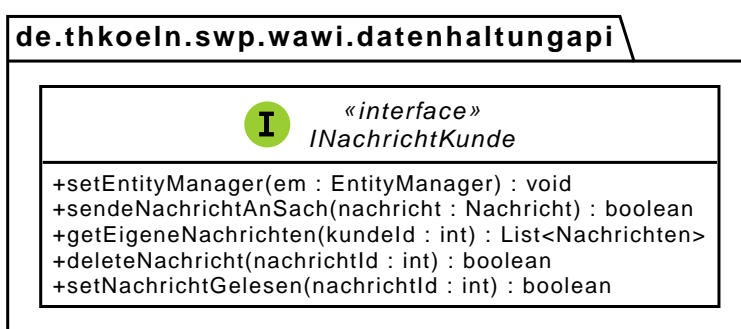 de.thkoeln.swp.wawi.datenhaltungapi
I
«interface»
INachrichtKunde
+setEntityManager(em : EntityManager) : void
+sendeNachrichtAnSach(nachricht : Nachricht) : boolean
+getEigeneNachrichten(kundeId : int) : List<Nachrichten>
+deleteNachricht(nachrichtId : int) : boolean
+setNachrichtGelesen(nachrichtId : int) : boolean